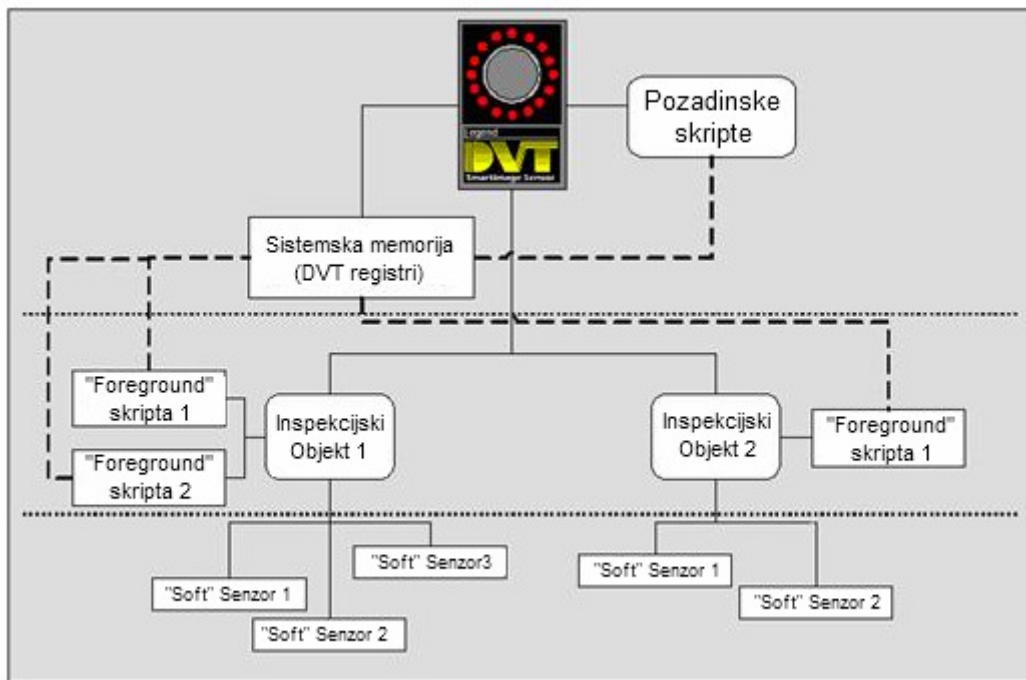 Legend
DVT
SmartImage Sensor
Pozadinske
skripte
Sistemska memorija
(DVT registri)
"Foreground"
skripta 1
"Foreground"
skripta 2
Inspekcijski
Objekt 1
Inspekcijski
Objekt 2
"Foreground"
skripta 1
"Soft" Senzor 1
"Soft" Senzor 2
"Soft" Senzor3
"Soft" Senzor 1
"Soft" Senzor 2